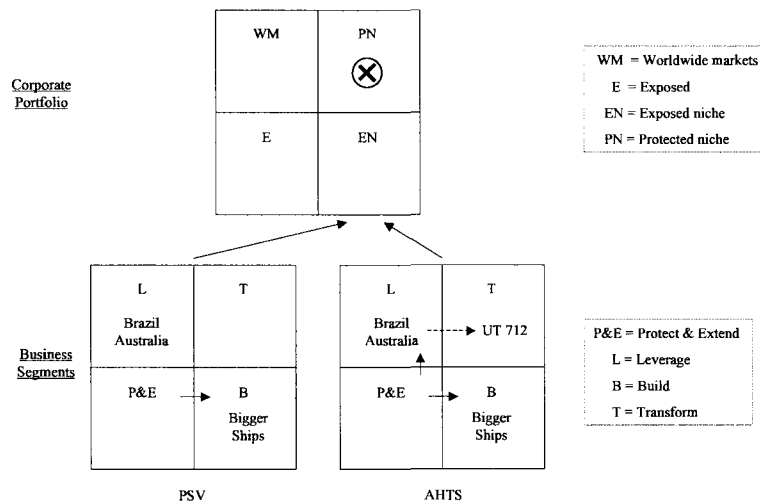 WM PN
Corporate
Portfolio
E EN
WM = Worldwide markets
E = Exposed
EN = Exposed niche
PN = Protected niche
L T
Brazil
Australia
P&E B
Bigger
Ships
PSV
L T
Brazil
Australia
UT 712
P&E B
Bigger
Ships
AHTS
Business
Segments
P&E = Protect & Extend
L = Leverage
B = Build
T = Transform